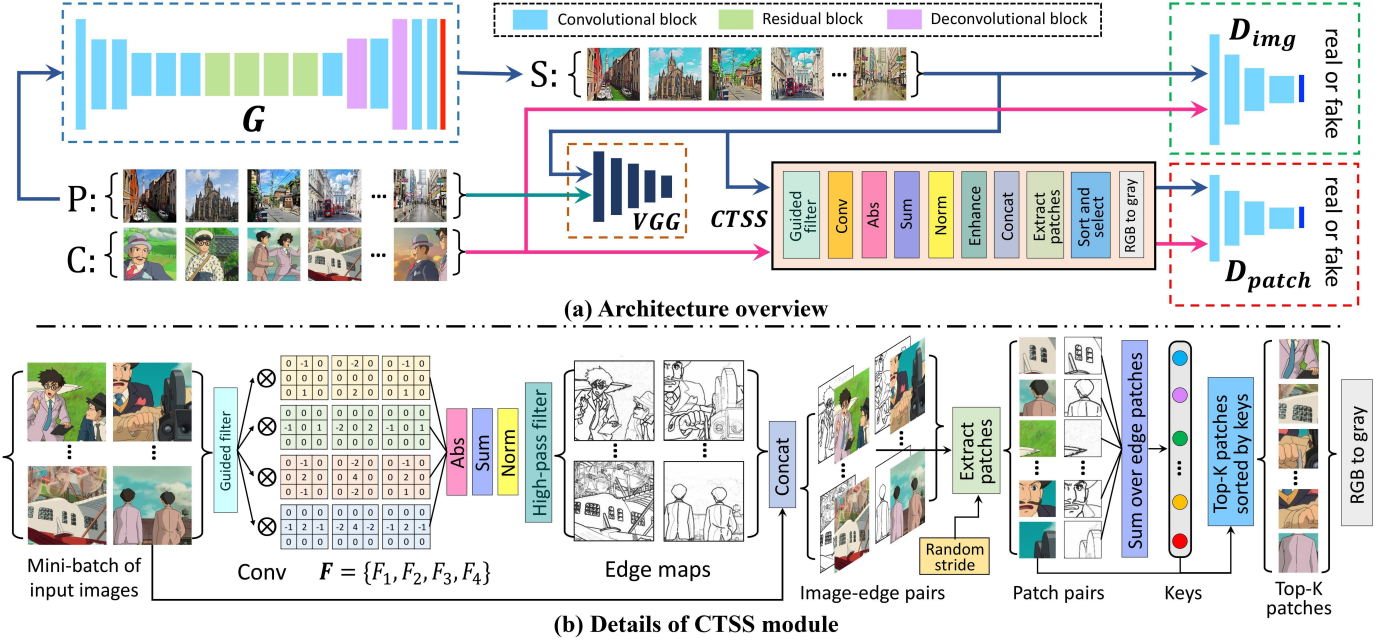 Convolutional block
Residual block
Deconvolutional block
G
S:
...
D_img
real or fake
P:
...
C:
...
VGG
CTSS
Guided filter
Conv
Abs
Sum
Norm
Enhance
Concat
Extract patches
Sort and select
RGB to gray
D_patch
real or fake
(a) Architecture overview
Guided filter
0 -1 0 0 -2 0 0 -1 0
0 0 0 0 0 0 0 0 0
0 1 0 0 2 0 0 1 0
0 0 0 0 0 0 0 0 0
-1 0 1 -2 0 2 -1 0 1
0 0 0 0 0 0 0 0 0
0 -1 0 0 -2 0 0 -1 0
0 2 0 0 4 0 0 2 0
0 -1 0 0 -2 0 0 -1 0
0 0 0 0 0 0 0 0 0
-1 2 -1 -2 4 -2 -1 2 -1
0 0 0 0 0 0 0 0 0
Abs
Sum
Norm
High-pass filter
Concat
Extract patches
Random
stride
Sum over edge patches
Top-K patches
sorted by keys
RGB to gray
Mini-batch of
input images
Conv F = {F₁, F₂, F₃, F₄}
Edge maps
Image-edge pairs
Patch pairs
Keys
Top-K
patches
(b) Details of CTSS module